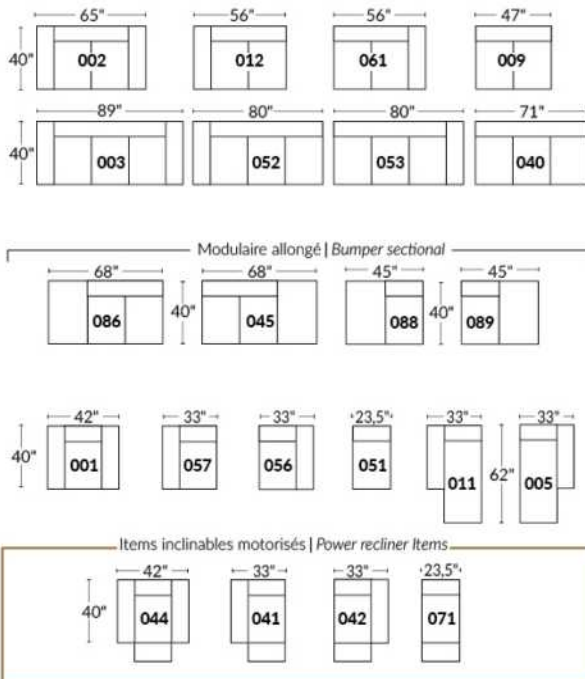 65" 56" 56" 47"
40" 002 012 061 009
89" 80" 80" 71"
40" 003 052 053 040
Modulaire allongé | Bumper sectional
68" 68" 45" 45"
086 40" 045 088 40" 089
42" 33" 33" 23,5" 33" 33"
40" 001 057 056 051 011 62" 005
Items inclinables motorisés | Power recliner Items
42" 33" 33" 23,5"
40" 044 041 042 071